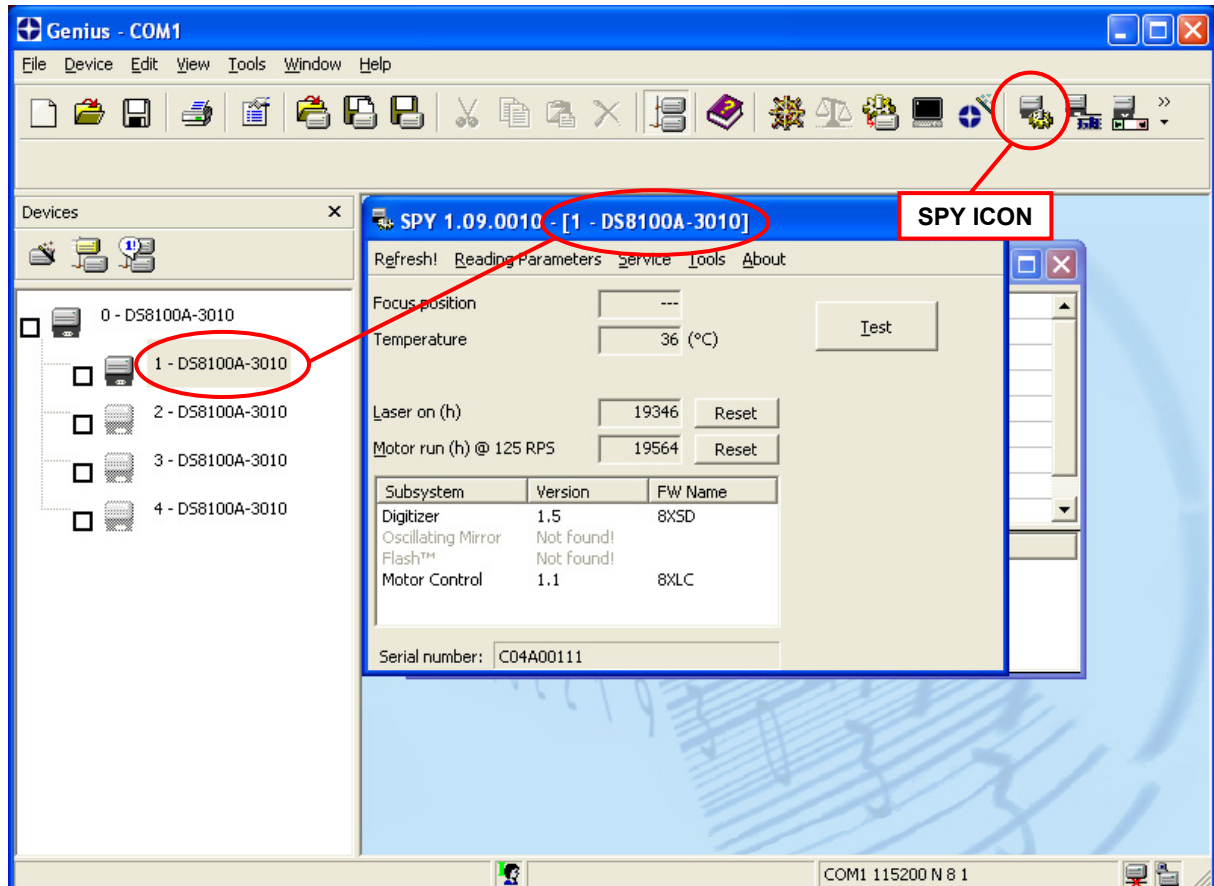 Genius - COM1
File Device Edit View Tools Window Help
SPY ICON
Devices
0 - DS8100A-3010
1 - DS8100A-3010
2 - DS8100A-3010
3 - DS8100A-3010
4 - DS8100A-3010
SPY 1.09.0010 - [1 - DS8100A-3010]
Refresh! Reading Parameters Service Tools About
Focus position ---
Temperature 36 (°C)
Test
Laser on (h) 19346 Reset
Motor run (h) @ 125 RPS 19564 Reset
Subsystem Version FW Name
Digitizer 1.5 8XSD
Oscillating Mirror Not found!
Flash™ Not found!
Motor Control 1.1 8XLC
Serial number: C04A00111
COM1 115200 N 8 1